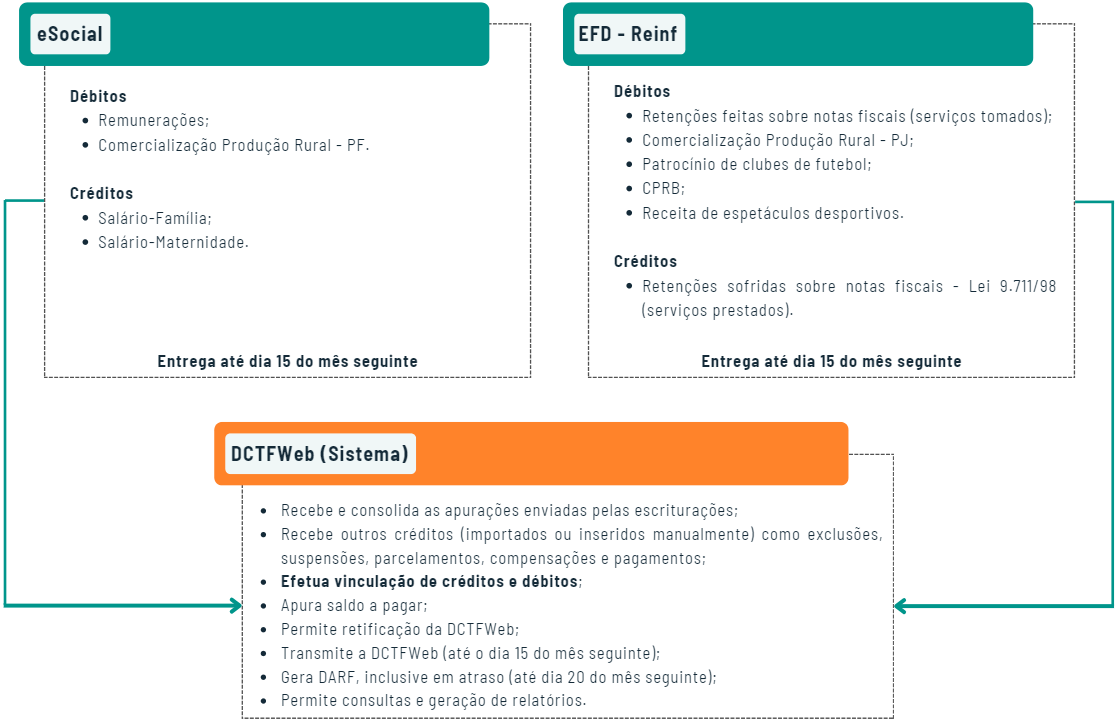 eSocial
Débitos
• Remunerações;
• Comercialização Produção Rural - PF.
Créditos
• Salário-Família;
• Salário-Maternidade.
Entrega até dia 15 do mês seguinte
EFD - Reinf
Débitos
• Retenções feitas sobre notas fiscais (serviços tomados);
• Comercialização Produção Rural - PJ;
• Patrocínio de clubes de futebol;
• CPRB;
• Receita de espetáculos desportivos.
Créditos
• Retenções sofridas sobre notas fiscais - Lei 9.711/98
(serviços prestados).
Entrega até dia 15 do mês seguinte
DCTFWeb (Sistema)
• Recebe e consolida as apurações enviadas pelas escriturações;
• Recebe outros créditos (importados ou inseridos manualmente) como exclusões,
suspensões, parcelamentos, compensações e pagamentos;
• Efetua vinculação de créditos e débitos;
• Apura saldo a pagar;
• Permite retificação da DCTFWeb;
• Transmite a DCTFWeb (até o dia 15 do mês seguinte);
• Gera DARF, inclusive em atraso (até dia 20 do mês seguinte);
• Permite consultas e geração de relatórios.